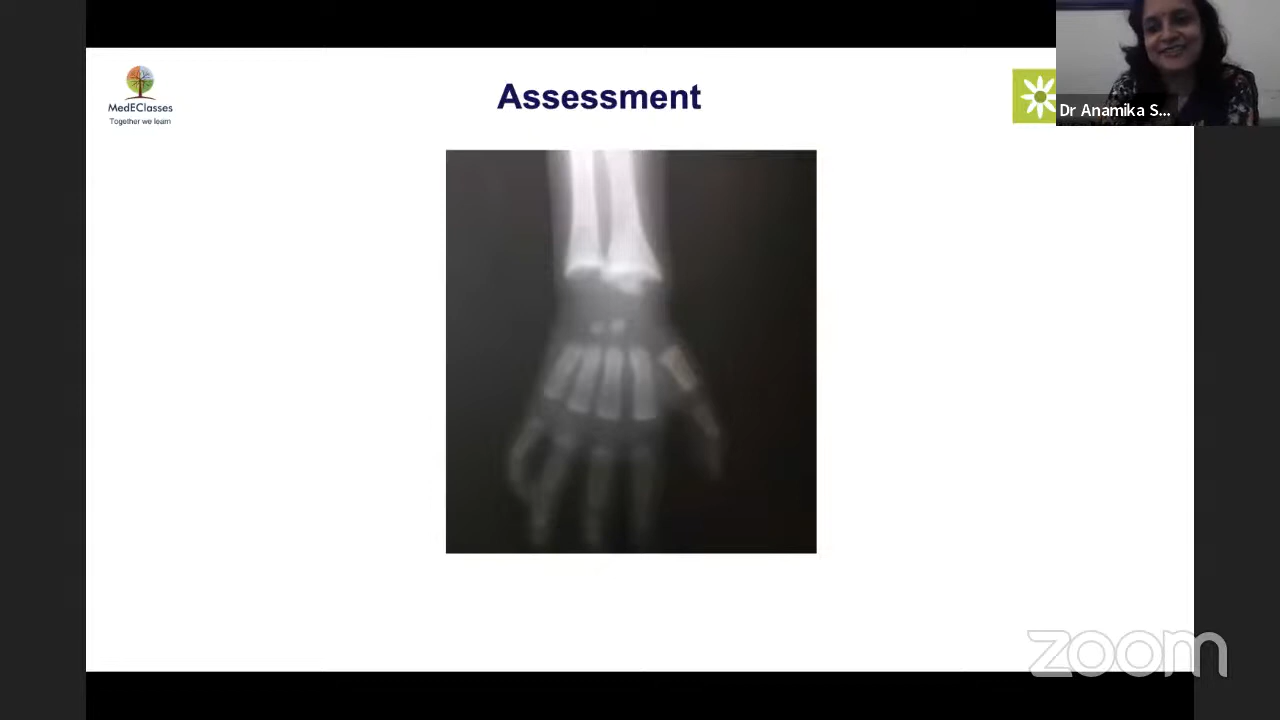 MedEClasses
Together we learn
Assessment
Dr Anamika S...
zoom